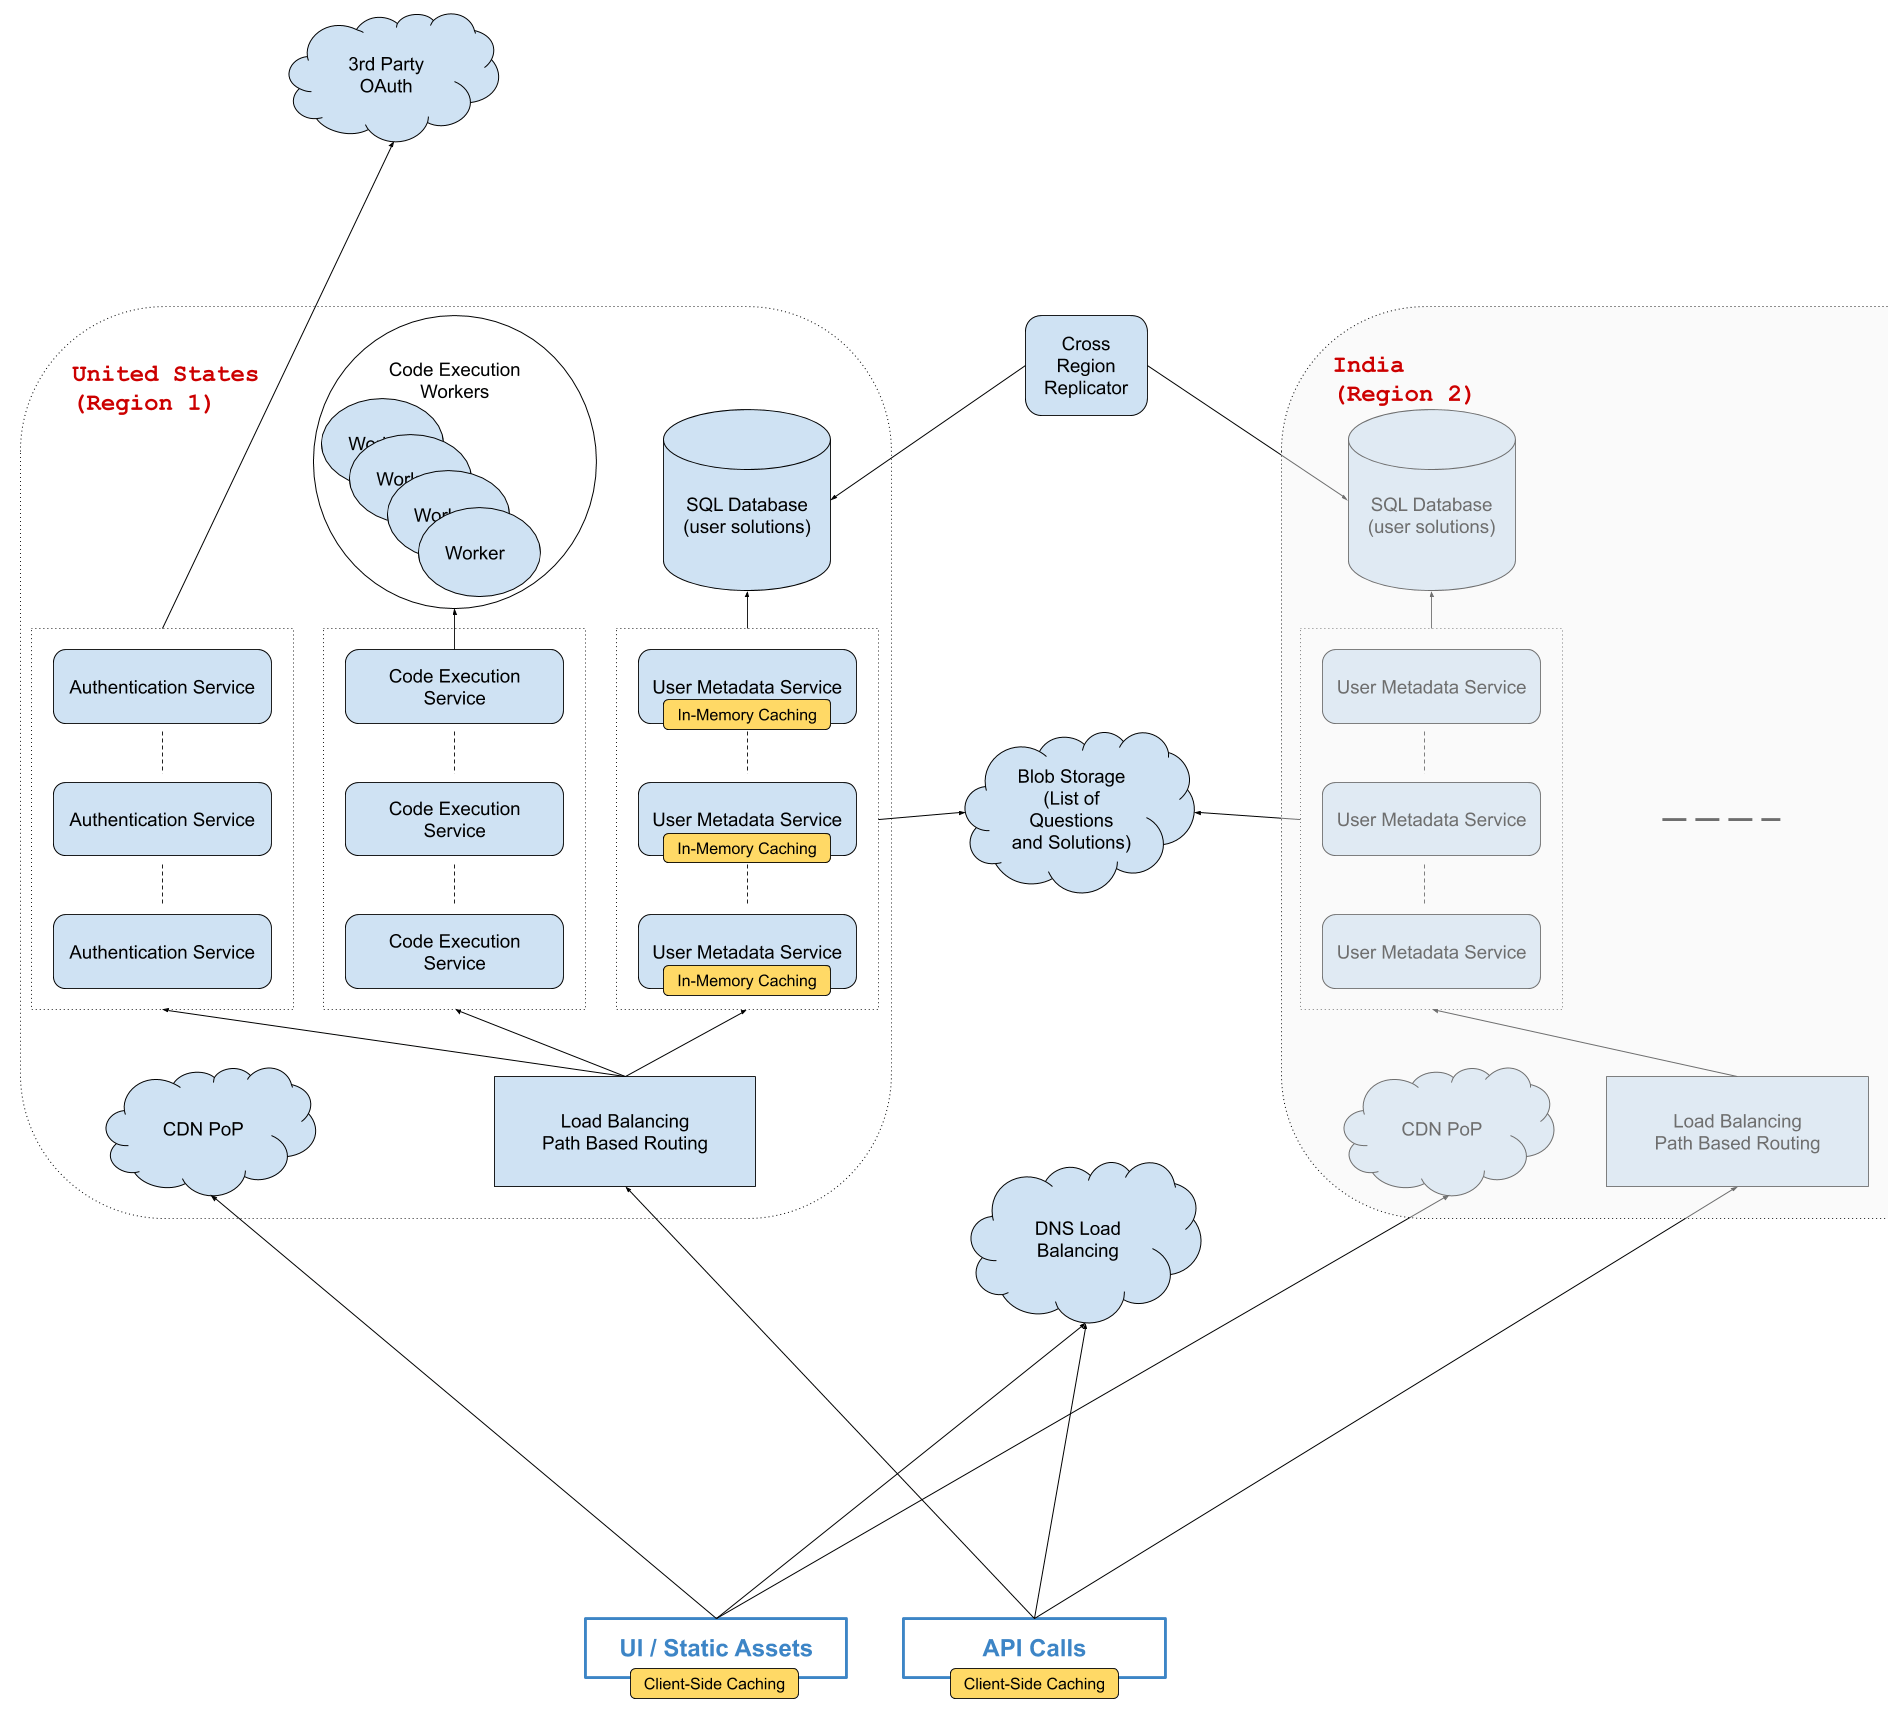 3rd Party
OAuth
United States
(Region 1)
Code Execution
Workers
Worker
SQL Database
(user solutions)
Cross
Region
Replicator
India
(Region 2)
SQL Database
(user solutions)
Authentication Service
Code Execution
Service
User Metadata Service
In-Memory Caching
User Metadata Service
Authentication Service
Code Execution
Service
User Metadata Service
In-Memory Caching
Blob Storage
(List of
Questions
and Solutions)
User Metadata Service
Authentication Service
Code Execution
Service
User Metadata Service
In-Memory Caching
User Metadata Service
CDN PoP
Load Balancing
Path Based Routing
DNS Load
Balancing
CDN PoP
Load Balancing
Path Based Routing
UI / Static Assets
Client-Side Caching
API Calls
Client-Side Caching